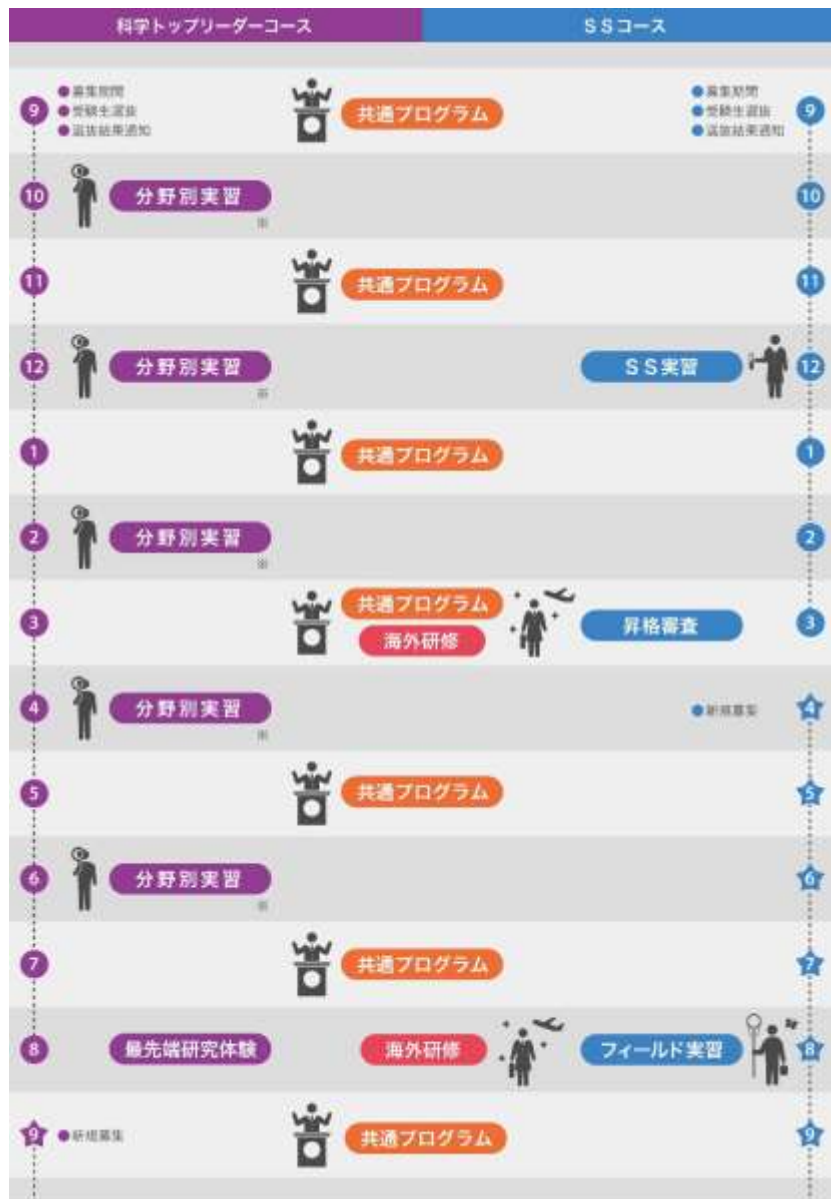 科学トップリーダーコース
ＳＳコース
9
●募集期間
●受験生選抜
●選抜結果通知
共通プログラム
●募集期間
●受験生選抜
●選抜結果通知
9
10
分野別実習
※
10
11
共通プログラム
11
12
分野別実習
※
ＳＳ実習
12
1
共通プログラム
1
2
分野別実習
※
2
3
共通プログラム
海外研修
昇格審査
3
4
分野別実習
※
●新規募集
4
5
共通プログラム
5
6
分野別実習
※
6
7
共通プログラム
7
8
最先端研究体験
海外研修
フィールド実習
8
9
●新規募集
共通プログラム
9